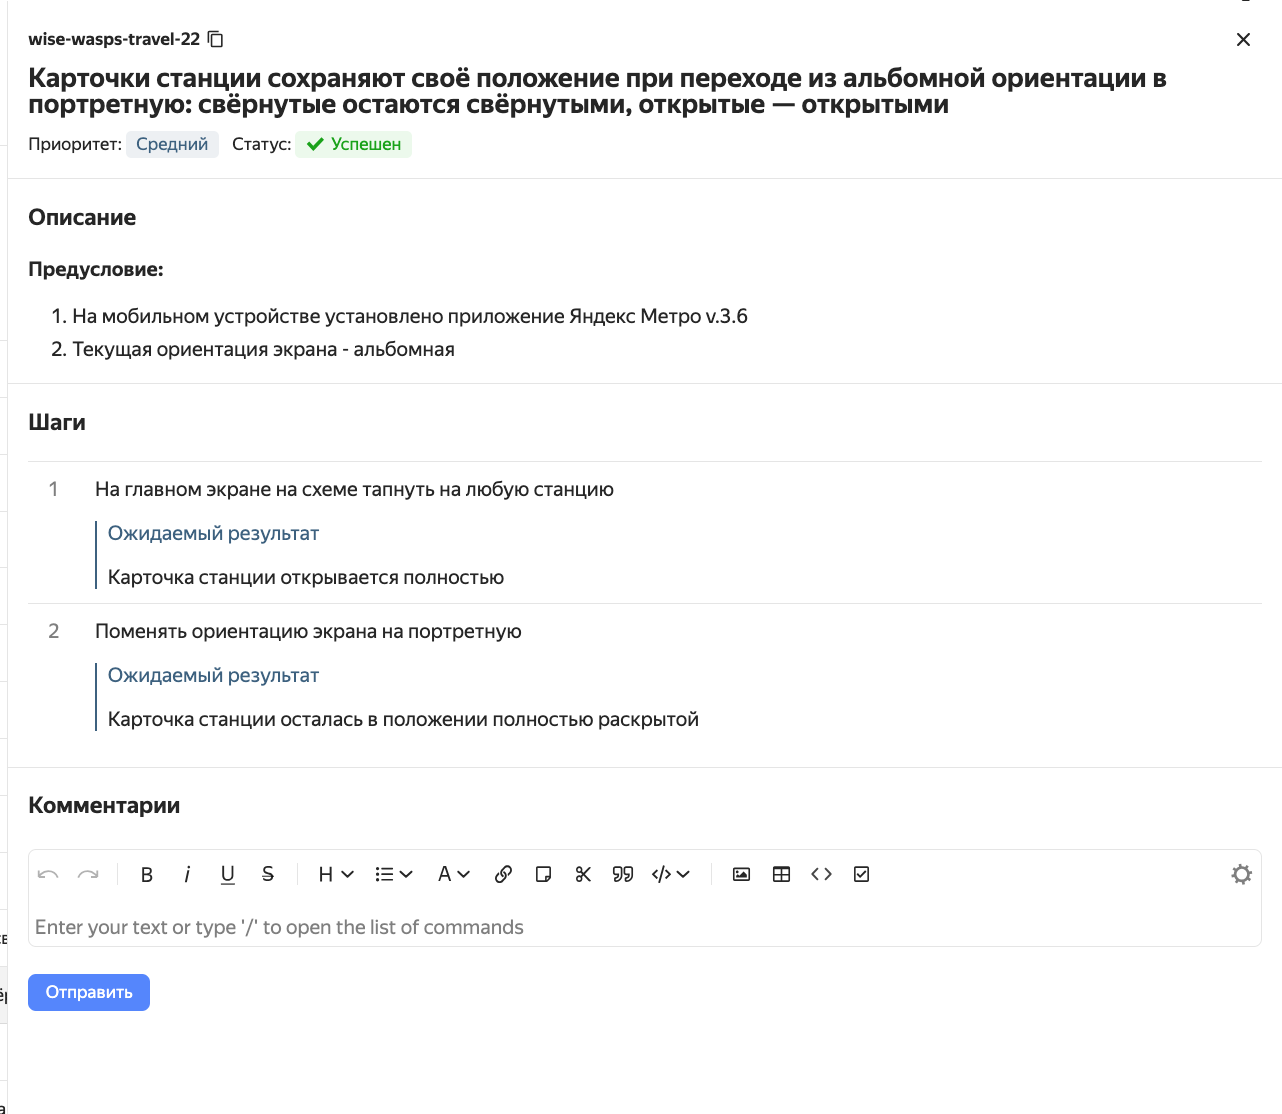 wise-wasps-travel-22
Карточки станции сохраняют своё положение при переходе из альбомной ориентации в
портретную: свёрнутые остаются свёрнутыми, открытые — открытыми
Приоритет: Средний Статус: Успешен
Описание
Предусловие:
1. На мобильном устройстве установлено приложение Яндекс Метро v.3.6
2. Текущая ориентация экрана - альбомная
Шаги
1 На главном экране на схеме тапнуть на любую станцию
Ожидаемый результат
Карточка станции открывается полностью
2 Поменять ориентацию экрана на портретную
Ожидаемый результат
Карточка станции осталась в положении полностью раскрытой
Комментарии
B i U S H A
Enter your text or type '/' to open the list of commands
Отправить